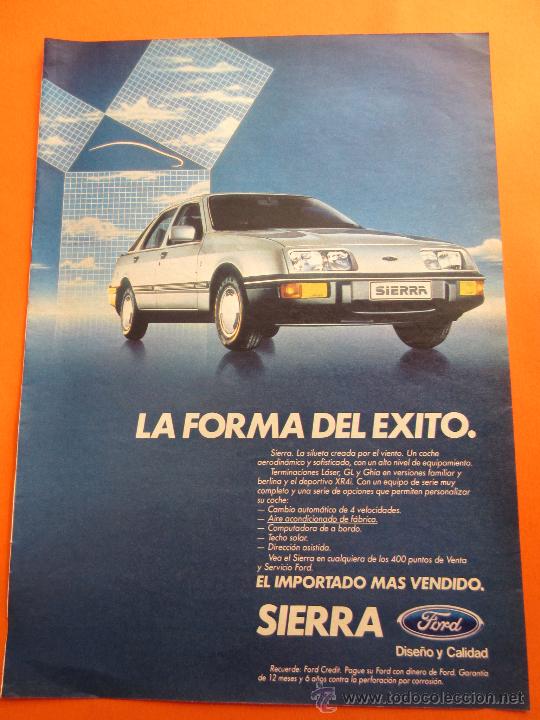 SIERRA
LA FORMA DEL EXITO.
Sierra. La silueta creada por el viento. Un coche
aerodinámico y sofisticado, con un alto nivel de equipamiento.
Terminaciones Láser, GL y Ghia en versiones familiar y
berlina y el deportivo XR4i. Con un equipo de serie muy
completo y una serie de opciones que permiten personalizar
su coche:
— Cambio automático de 4 velocidades.
— Aire acondicionado de fábrica.
— Computadora de a bordo.
— Techo solar.
— Dirección asistida.
Vea el Sierra en cualquiera de los 400 puntos de Venta
y Servicio Ford.
EL IMPORTADO MAS VENDIDO.
SIERRA Ford
Diseño y Calidad
Recuerde: Ford Credit. Pague su Ford con dinero de Ford. Garantía
de 12 meses y 6 años contra la perforación por corrosión.
todocoleccion.net